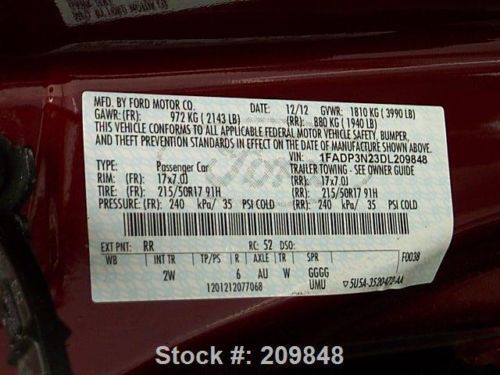 MFD. BY FORD MOTOR CO.
DATE: 12/12 GVWR: 1810 KG (3990 LB)
GAWR: (FR): 972 KG (2143 LB) (RR): 880 KG (1940 LB)
THIS VEHICLE CONFORMS TO ALL APPLICABLE FEDERAL MOTOR VEHICLE SAFETY, BUMPER,
AND THEFT PREVENTION STANDARDS IN EFFECT ON THE DATE OF MANUFACTURE SHOWN ABOVE
VIN: 1FADP3N23DL209848
TYPE: Passenger Car TRAILER TOWING - SEE OWNER GUIDE
RIM: (FR): 17x7.0J (RR): 17x7.0J
TIRE: (FR): 215/50R17 91H (RR): 215/50R17 91H
PRESSURE: (FR): 240 kPa/ 35 PSI COLD (RR): 240 kPa/ 35 PSI COLD
EXT PNT: RR RC: 52 DSO: F0038
WB INT TR TP/PS R AXLE TR SPR
2W 6 AU W GGGG
1201212077068 UMU ▽5U5A-3520472-AA
Stock #: 209848